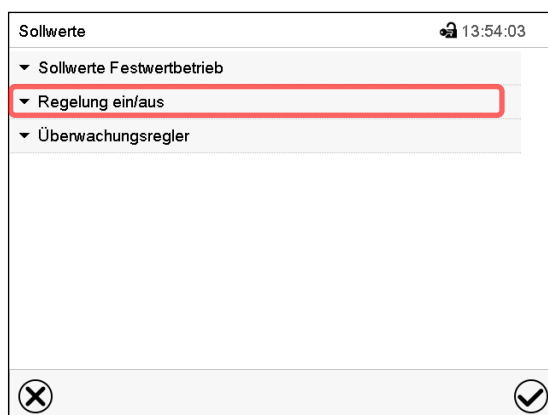 Sollwerte 13:54:03
Sollwerte Festwertbetrieb
Regelung ein/aus
Überwachungsregler